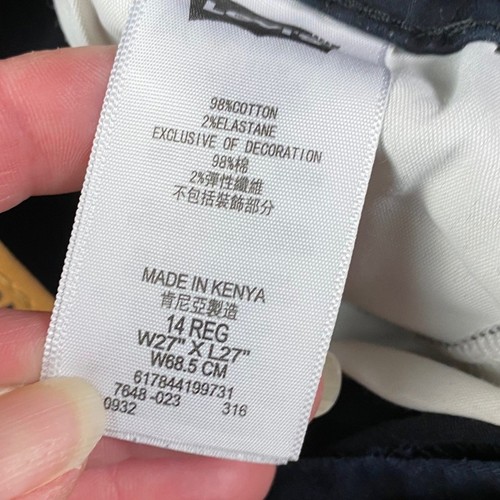 Levi's
98%COTTON
2%ELASTANE
EXCLUSIVE OF DECORATION
98%棉
2%彈性纖維
不包括裝飾部分
MADE IN KENYA
肯尼亞製造
14 REG
W27" X L27"
W68.5 CM
617844199731
7648-023 316
0932